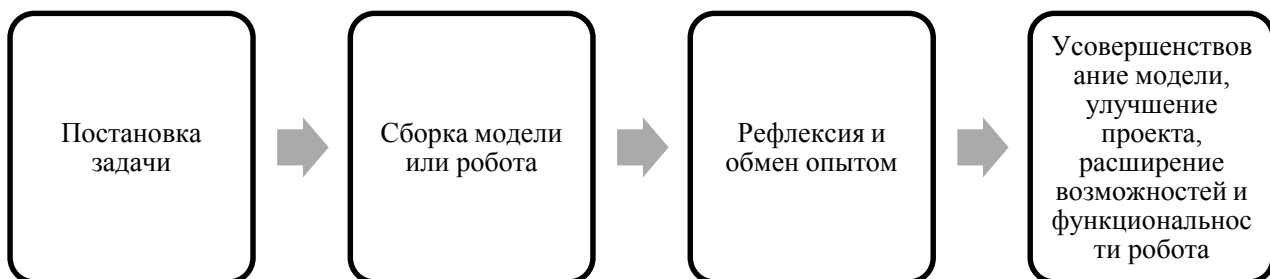 Постановка
задачи
Сборка модели
или робота
Рефлексия и
обмен опытом
Усовершенствов
ание модели,
улучшение
проекта,
расширение
возможностей и
функциональнос
ти робота